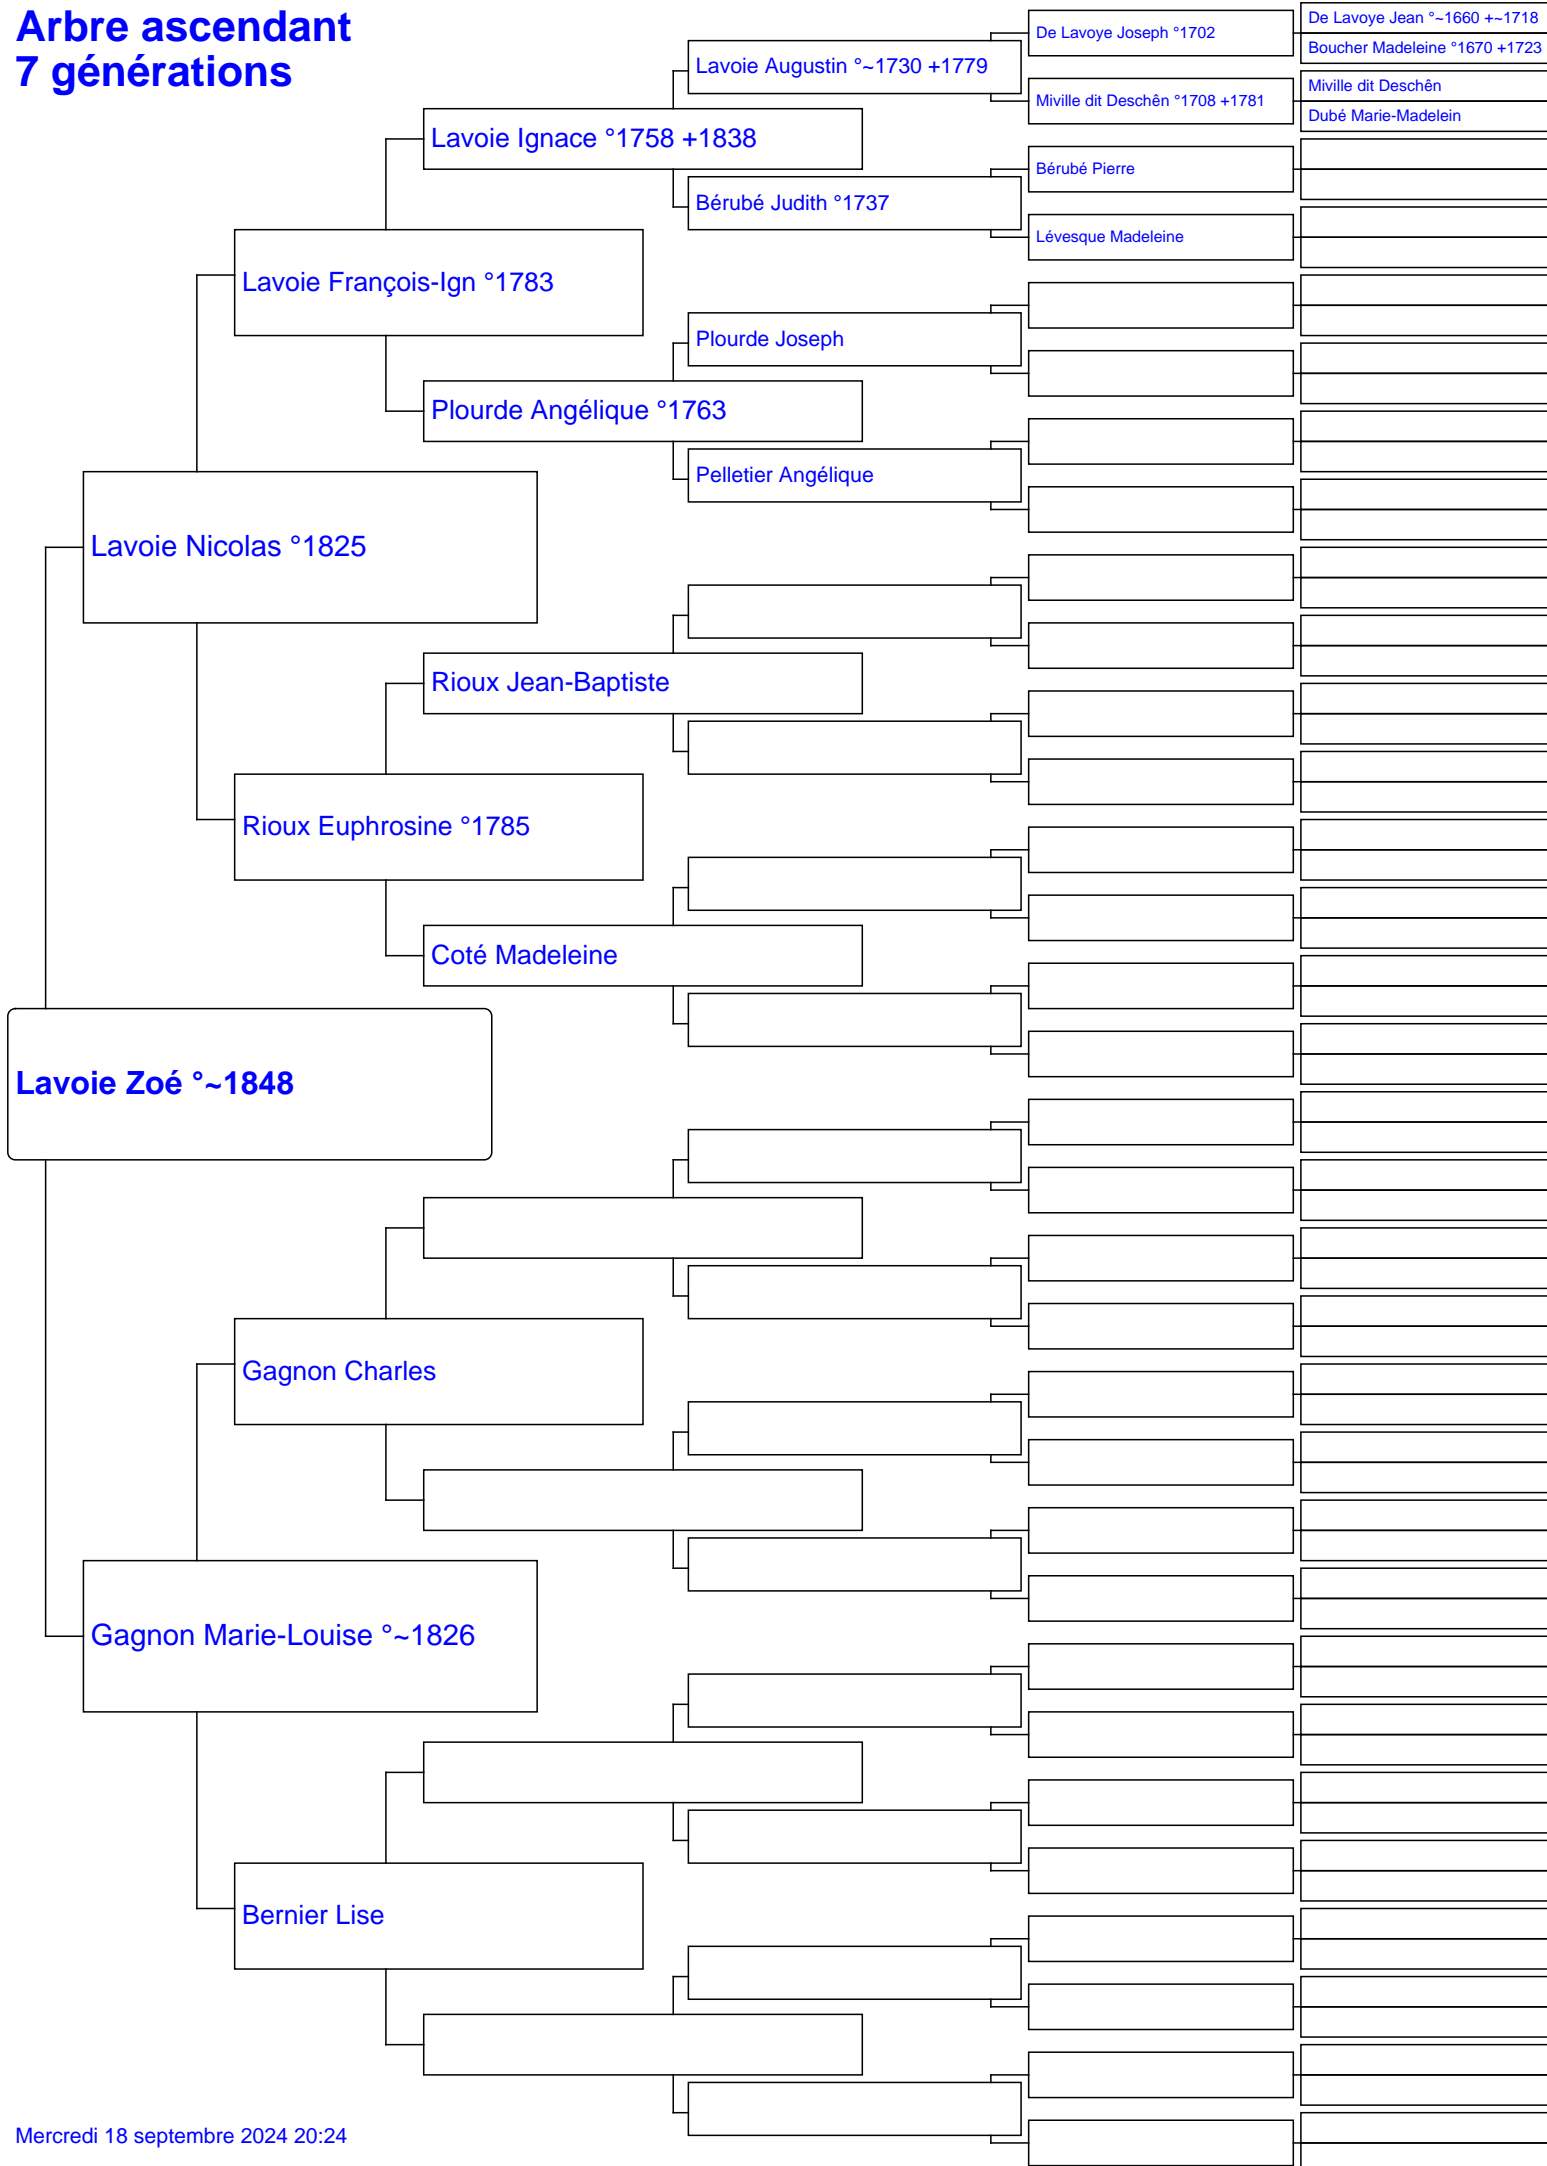 Arbre ascendant
7 générations
De Lavoye Jean °~1660 +~1718
De Lavoye Joseph °1702
Boucher Madeleine °1670 +1723
Lavoie Augustin °~1730 +1779
Miville dit Deschên
Miville dit Deschên °1708 +1781
Dubé Marie-Madelein
Lavoie Ignace °1758 +1838
Bérubé Pierre
Bérubé Judith °1737
Lévesque Madeleine
Lavoie François-Ign °1783
Plourde Joseph
Plourde Angélique °1763
Pelletier Angélique
Lavoie Nicolas °1825
Rioux Jean-Baptiste
Rioux Euphrosine °1785
Coté Madeleine
Lavoie Zoé °~1848
Gagnon Charles
Gagnon Marie-Louise °~1826
Bernier Lise
Mercredi 18 septembre 2024 20:24